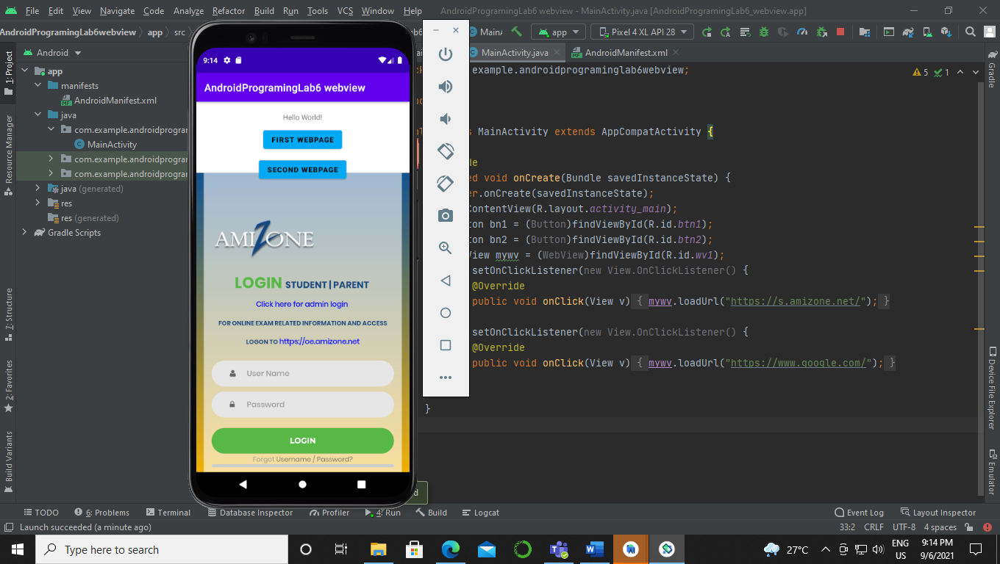 File Edit View Navigate Code Analyze Refactor Build Run Tools VCS Window Help AndroidProgramingLab6 webview - MainActivity.java [AndroidProgramingLab6_webview.app]
AndroidProgramingLab6webview app src
app Pixel 4 XL API 28
Android
MainActivity.java AndroidManifest.xml
1: Project
Resource Manager
7: Structure
2: Favorites
Build Variants
app
manifests
AndroidManifest.xml
java
com.example.androidprogra
MainActivity
com.example.androidprogra
com.example.androidprogra
java (generated)
res
res (generated)
Gradle Scripts
9:14
AndroidProgramingLab6 webview
Hello World!
FIRST WEBPAGE
SECOND WEBPAGE
AMIZONE
LOGIN STUDENT | PARENT
Click here for admin login
FOR ONLINE EXAM RELATED INFORMATION AND ACCESS
LOGON TO https://oe.amizone.net
User Name
Password
LOGIN
Forgot Username / Password?
example.androidprograminglab6webview;
5 1
s MainActivity extends AppCompatActivity {
de
ed void onCreate(Bundle savedInstanceState) {
er.onCreate(savedInstanceState);
ContentView(R.layout.activity_main);
ton bn1 = (Button)findViewById(R.id.btn1);
ton bn2 = (Button)findViewById(R.id.btn2);
View mywv = (WebView)findViewById(R.id.wv1);
setOnClickListener(new View.OnClickListener() {
@Override
public void onClick(View v) { mywv.loadUrl("https://s.amizone.net/"); }
setOnClickListener(new View.OnClickListener() {
@Override
public void onClick(View v) { mywv.loadUrl("https://www.google.com/"); }
}
Gradle
Device File Explorer
Emulator
TODO 6: Problems Terminal Database Inspector Profiler 4: Run Build Logcat Event Log Layout Inspector
Launch succeeded (a minute ago) 33:2 CRLF UTF-8 4 spaces
Type here to search
27°C
ENG
US
9:14 PM
9/6/2021